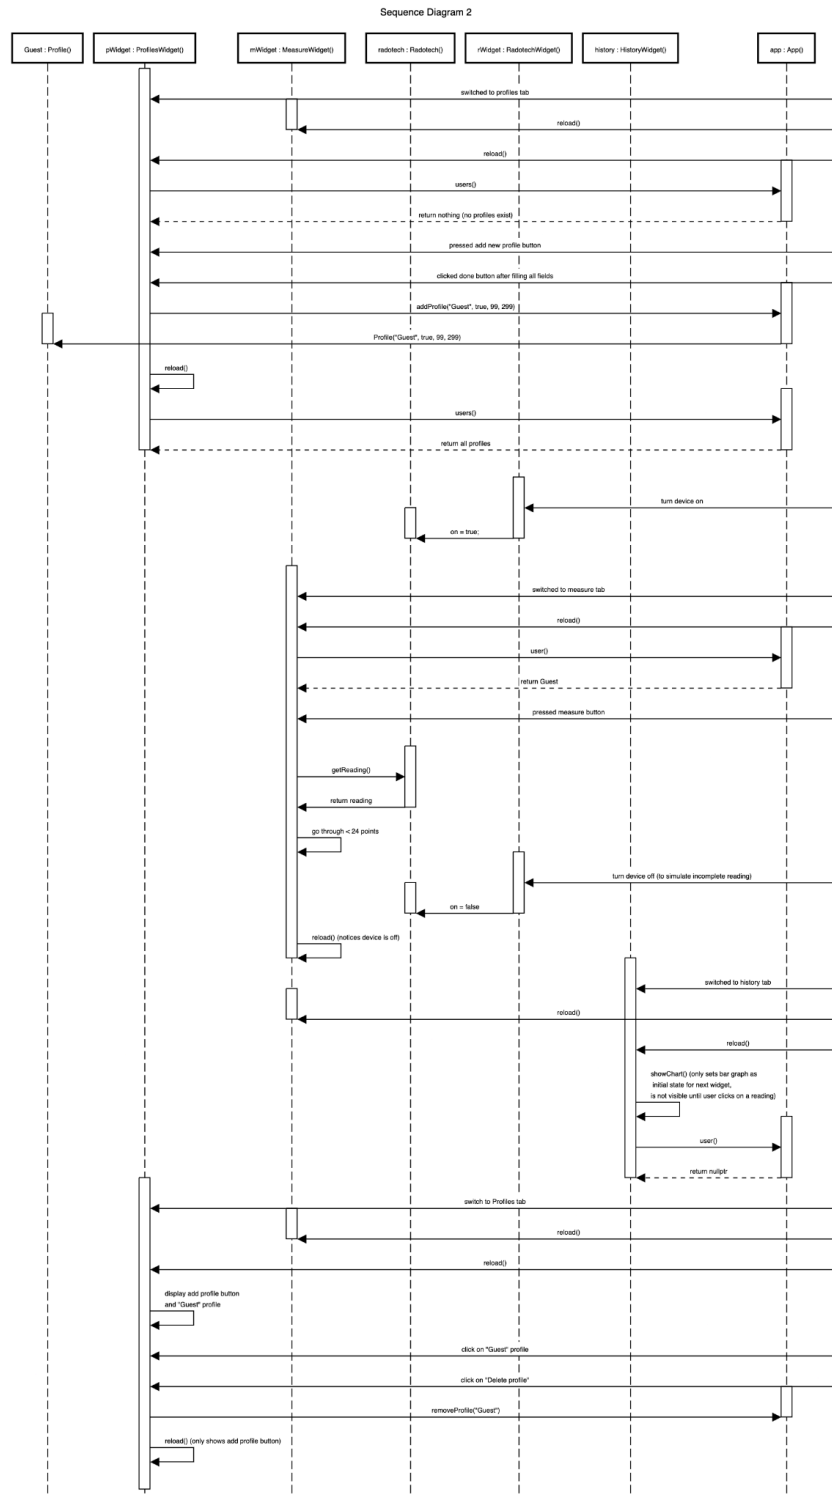 Sequence Diagram 2
Guest : Profile()
pWidget : ProfilesWidget()
mWidget : MeasureWidget()
radotech : Radotech()
rWidget : RadotechWidget()
history : HistoryWidget()
app : App()
switched to profiles tab
reload()
reload()
users()
return nothing (no profiles exist)
pressed add new profile button
clicked done button after filling all fields
addProfile("Guest", true, 99, 299)
Profile("Guest", true, 99, 299)
reload()
users()
return all profiles
turn device on
on = true;
switched to measure tab
reload()
user()
return Guest
pressed measure button
getReading()
return reading
go through < 24 points
turn device off (to simulate incomplete reading)
on = false
reload() (notices device is off)
switched to history tab
reload()
reload()
showChart() (only sets bar graph as
initial state for next widget,
is not visible until user clicks on a reading)
user()
return nullptr
switch to Profiles tab
reload()
reload()
display add profile button
and "Guest" profile
click on "Guest" profile
click on "Delete profile"
removeProfile("Guest")
reload() (only shows add profile button)